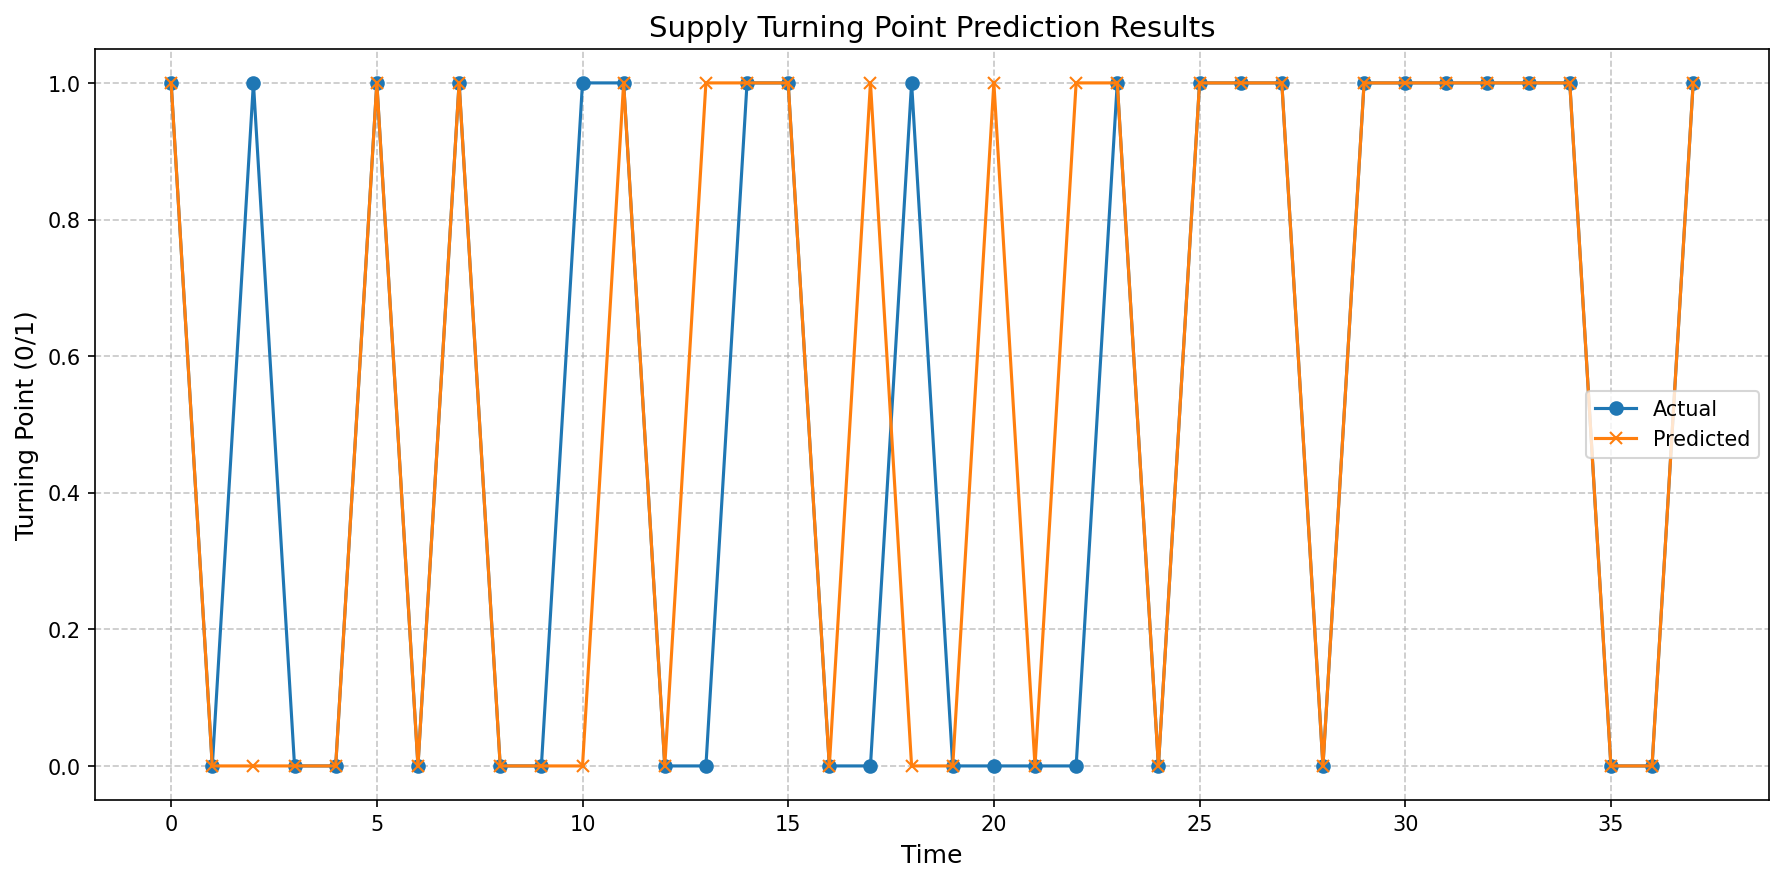 Supply Turning Point Prediction Results
Turning Point (0/1)
1.0
0.8
0.6
0.4
0.2
0.0
Actual
Predicted
0 5 10 15 20 25 30 35
Time